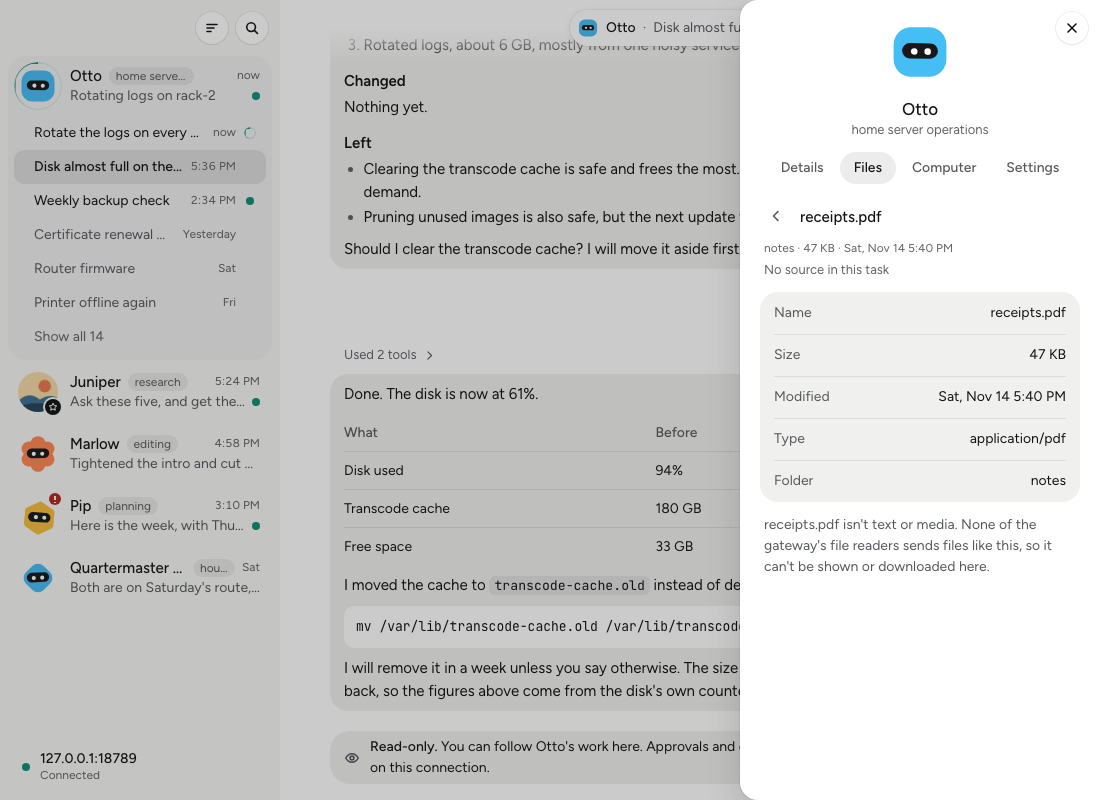 Otto
home serve...
now
Rotating logs on rack-2
Rotate the logs on every ...
now
Disk almost full on the...
5:36 PM
Weekly backup check
2:34 PM
Certificate renewal ...
Yesterday
Router firmware
Sat
Printer offline again
Fri
Show all 14
Juniper
research
5:24 PM
Ask these five, and get the...
Marlow
editing
4:58 PM
Tightened the intro and cut ...
Pip
planning
3:10 PM
Here is the week, with Thu...
Quartermaster ...
hou...
Sat
Both are on Saturday's route,...
127.0.0.1:18789
Connected
Otto · Disk almost fu
3. Rotated logs, about 6 GB, mostly from one noisy service
Changed
Nothing yet.
Left
Clearing the transcode cache is safe and frees the most.
demand.
Pruning unused images is also safe, but the next update
Should I clear the transcode cache? I will move it aside first
Used 2 tools
Done. The disk is now at 61%.
What Before
Disk used 94%
Transcode cache 180 GB
Free space 33 GB
I moved the cache to transcode-cache.old instead of de
mv /var/lib/transcode-cache.old /var/lib/transcode
I will remove it in a week unless you say otherwise. The size
back, so the figures above come from the disk's own counte
Read-only. You can follow Otto's work here. Approvals and
on this connection.
Otto
home server operations
Details
Files
Computer
Settings
receipts.pdf
notes · 47 KB · Sat, Nov 14 5:40 PM
No source in this task
Name receipts.pdf
Size 47 KB
Modified Sat, Nov 14 5:40 PM
Type application/pdf
Folder notes
receipts.pdf isn't text or media. None of the
gateway's file readers sends files like this, so it
can't be shown or downloaded here.